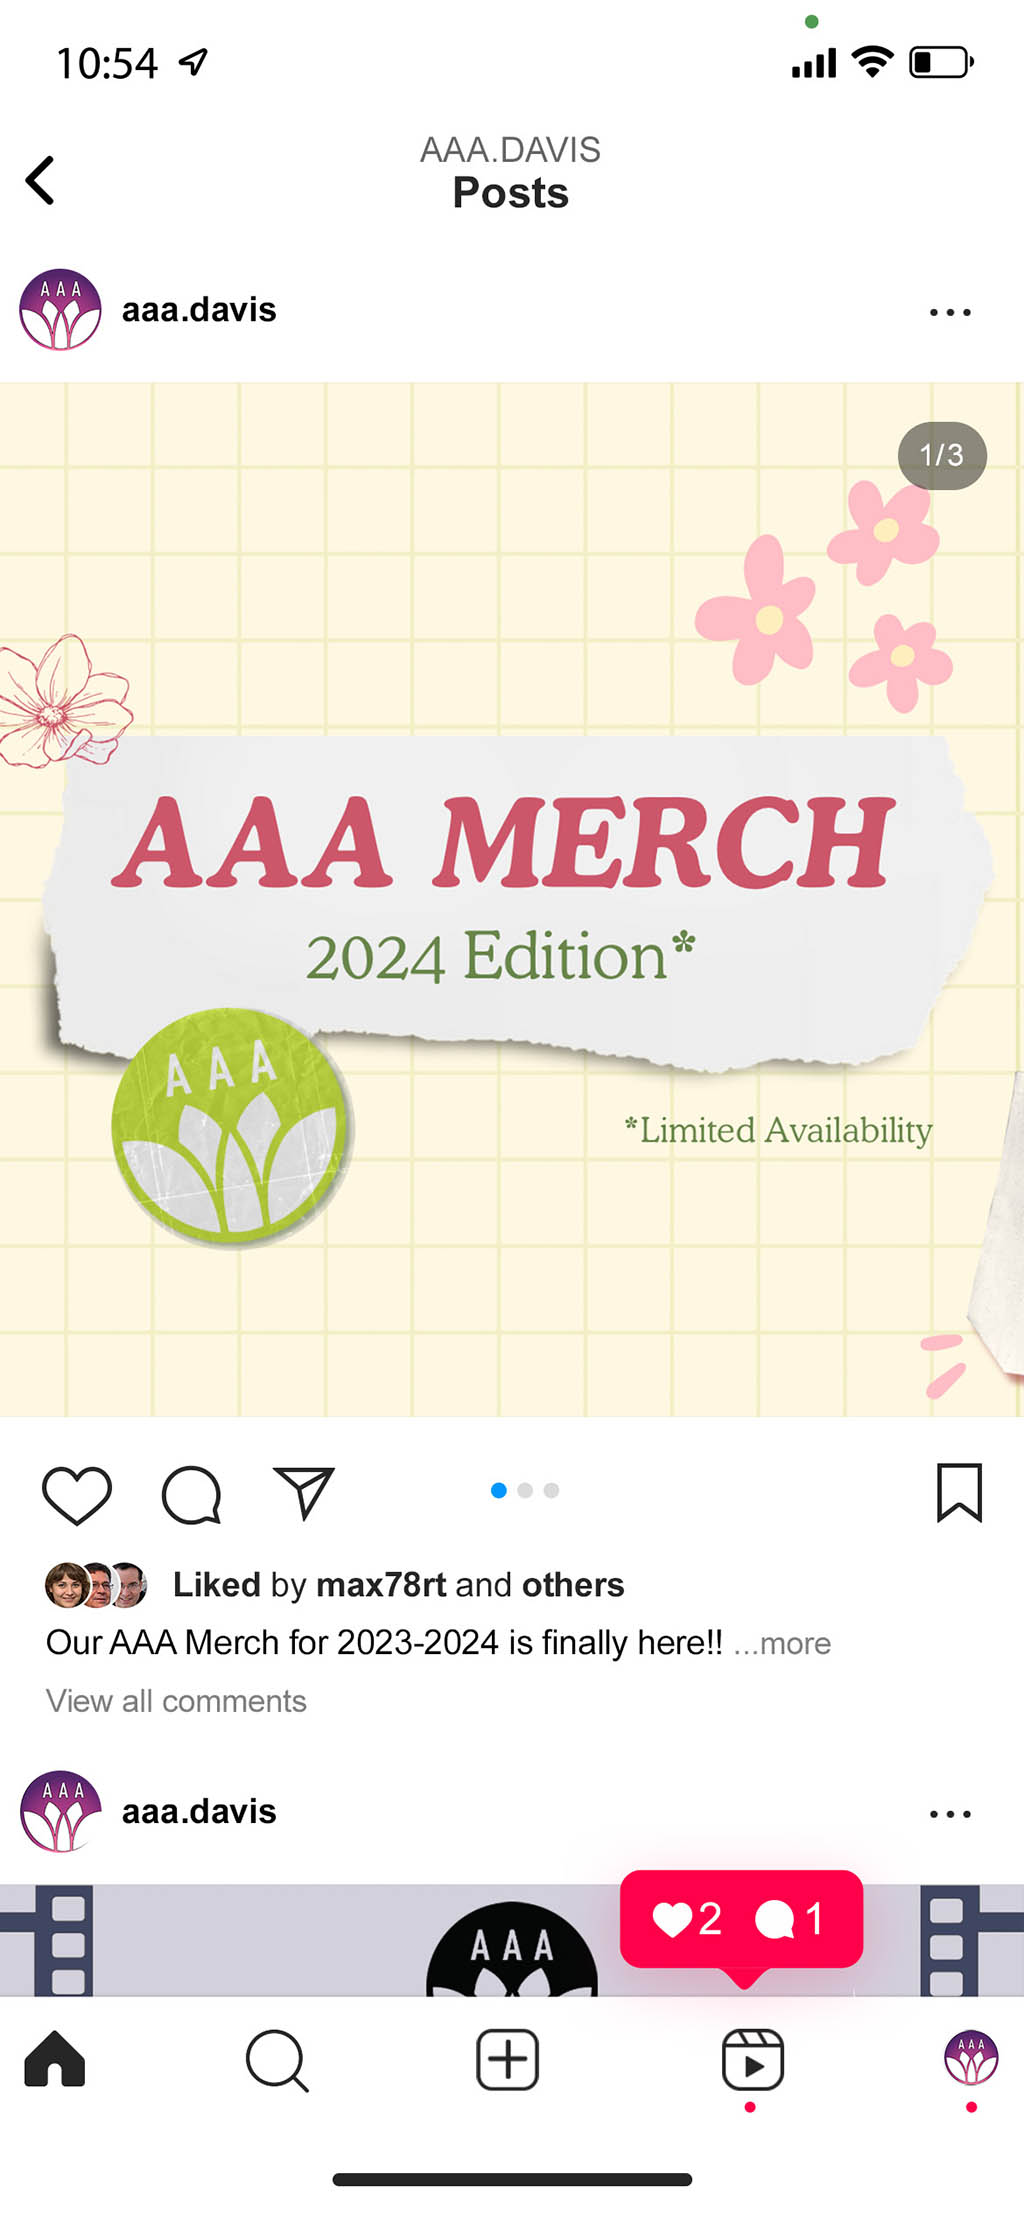 10:54
AAA.DAVIS
Posts
AAA
aaa.davis
1/3
AAA MERCH
2024 Edition*
AAA
*Limited Availability
Liked by max78rt and others
Our AAA Merch for 2023-2024 is finally here!! ...more
View all comments
AAA
aaa.davis
2 1
AAA
AAA